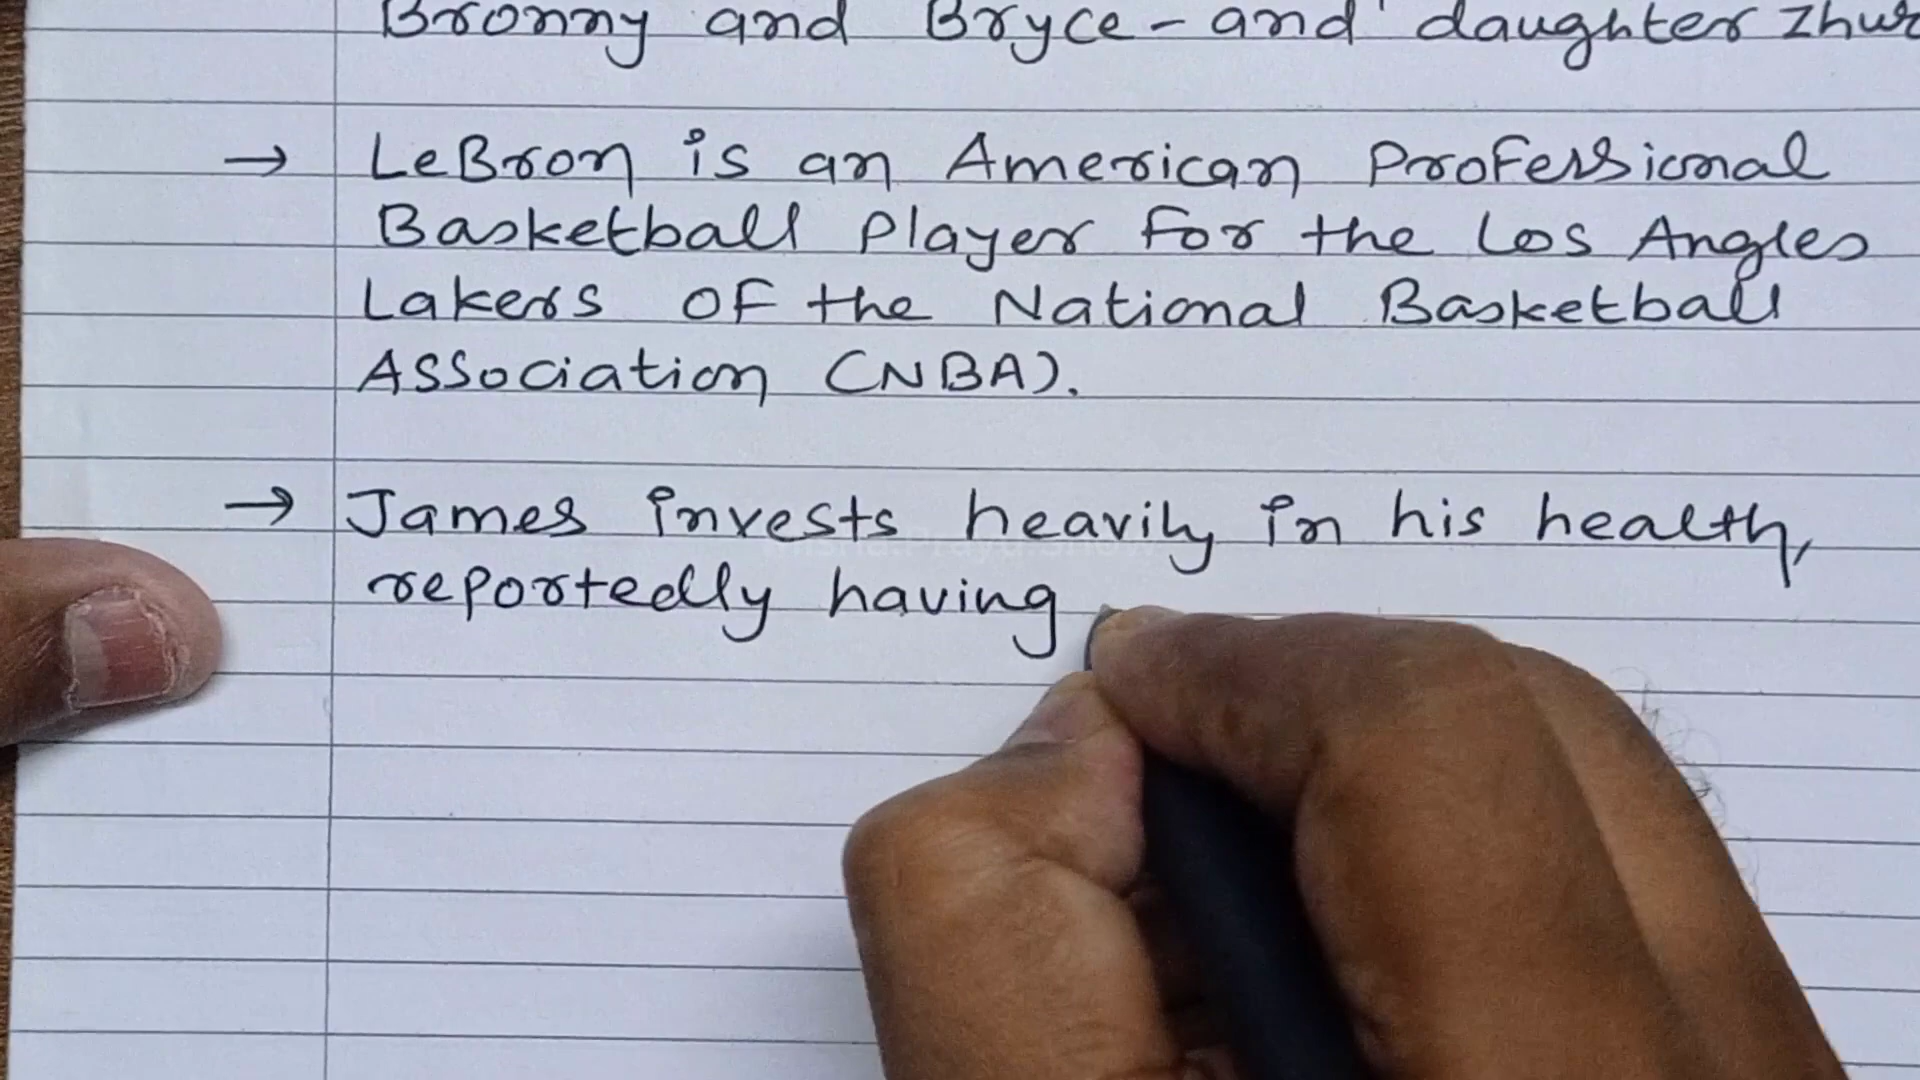 Bronny and Bryce - and daughter Zhur
→ LeBron is an American Professional
Basketball Player For the Los Angles
Lakers OF the National Basketball
Association (NBA).
→ James invests heavily in his health,
reportedly having